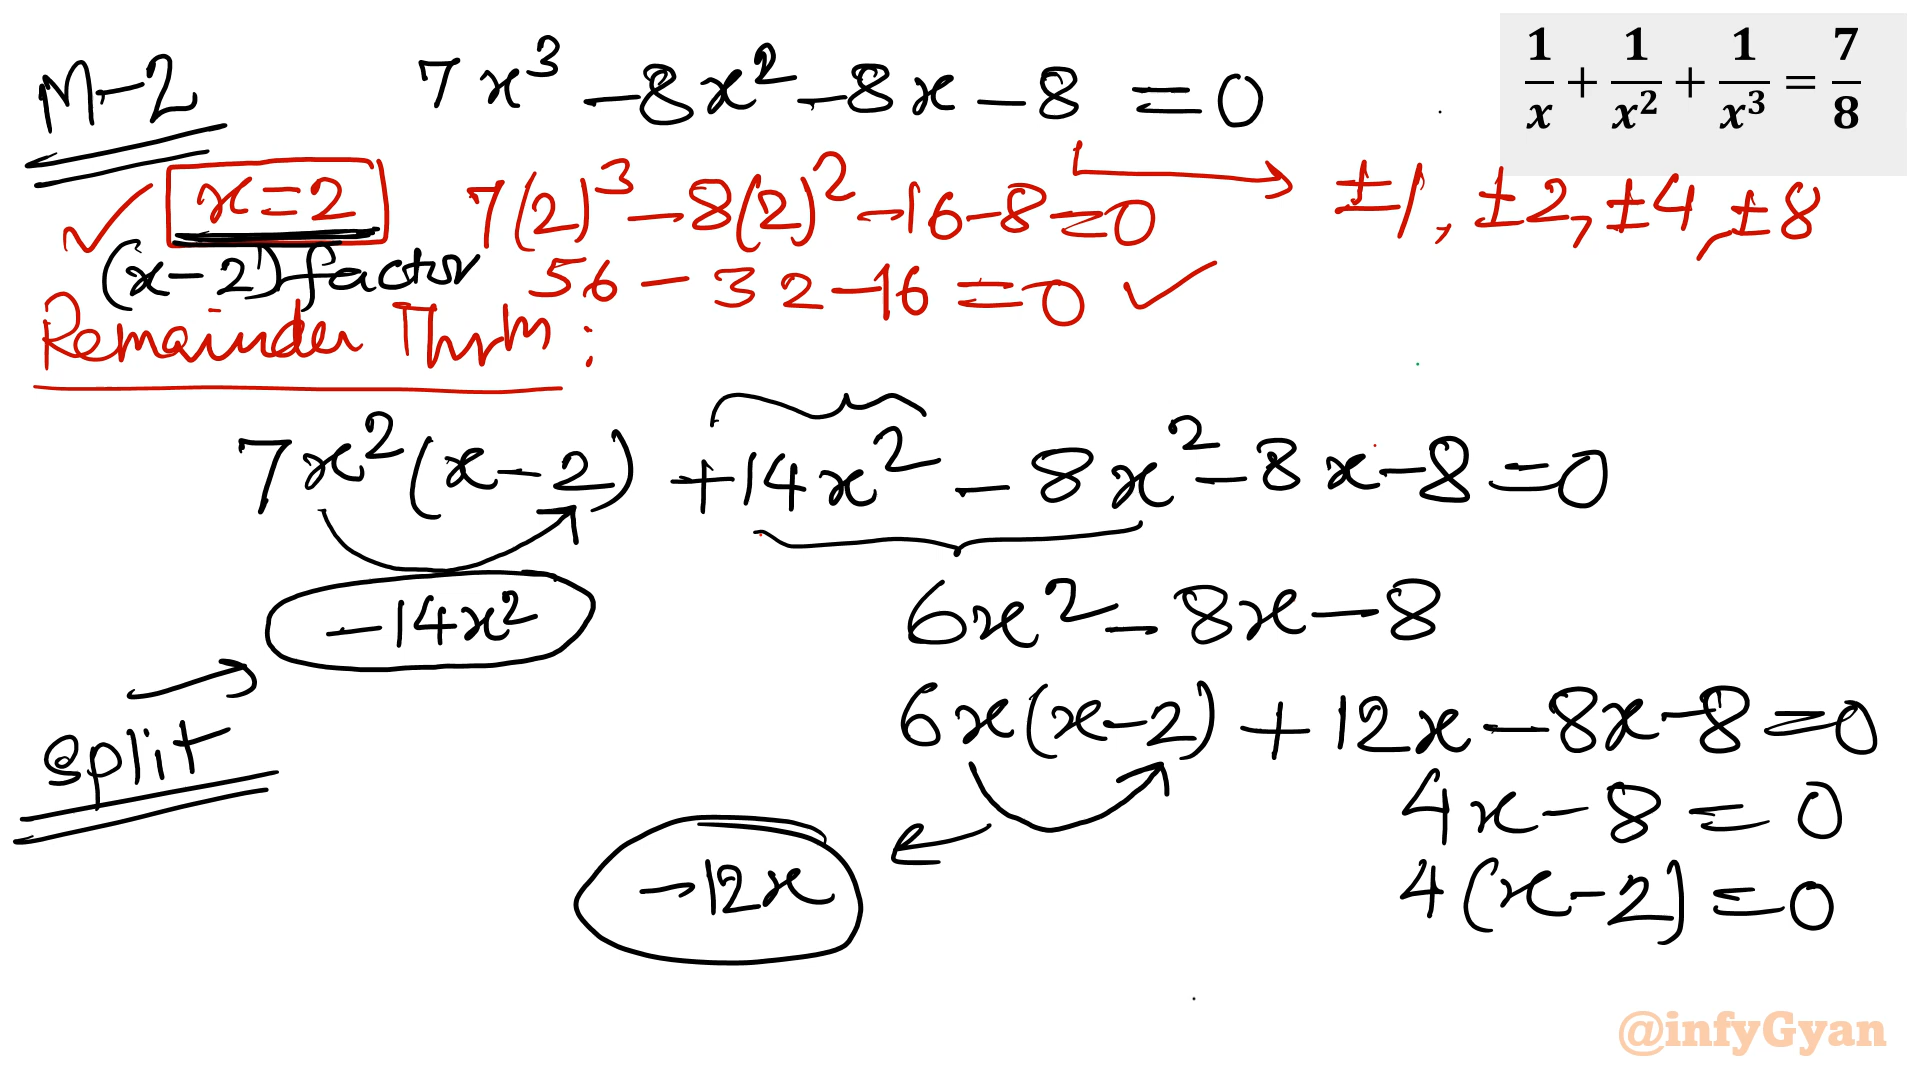 M-2
7x³ - 8x² - 8x - 8 = 0
1/x + 1/x² + 1/x³ = 7/8
x = 2
7(2)³ - 8(2)² - 16 - 8 = 0
±1, ±2, ±4, ±8
(x-2) factor
56 - 32 - 16 = 0
Remainder Thrm :
7x²(x-2) + 14x² - 8x² - 8x - 8 = 0
-14x²
6x² - 8x - 8
split
6x(x-2) + 12x - 8x - 8 = 0
4x - 8 = 0
-12x
4(x-2) = 0
@infyGyan